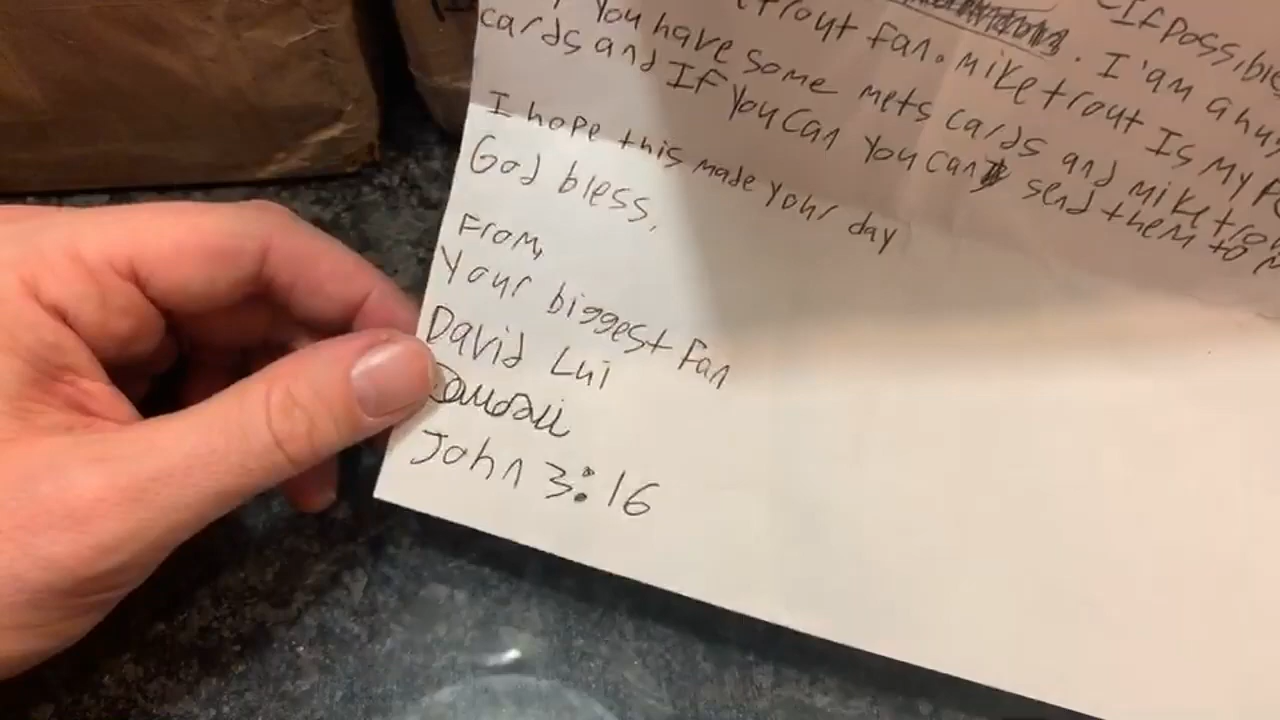 If possible
trout fan. I'am a hu
You have some mets cards and mike trout Is my
cards and If You Can You can send them to
I hope this made your day
God bless,
From,
Your biggest Fan
David Lui
John 3:16